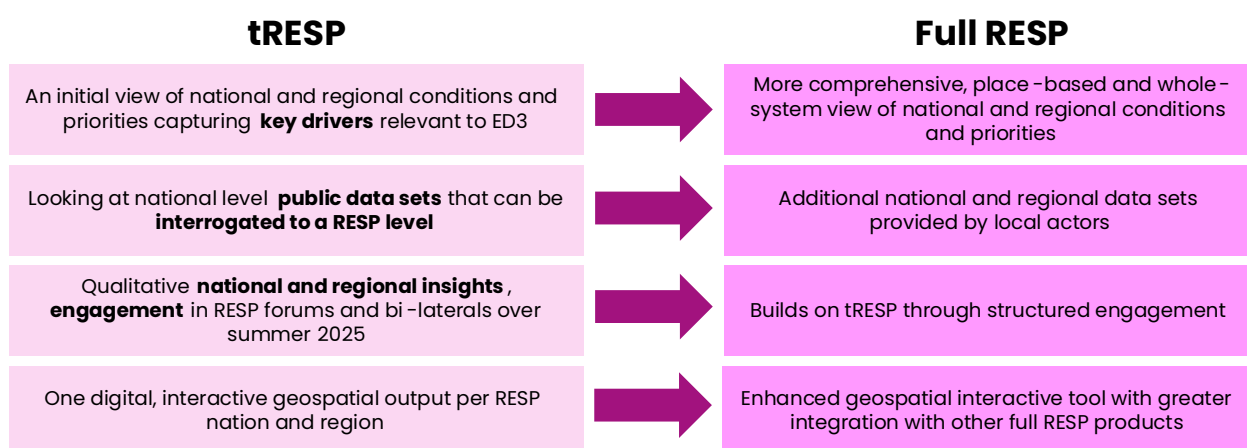 tRESP
Full RESP
An initial view of national and regional conditions and
priorities capturing key drivers relevant to ED3
More comprehensive, place-based and whole-
system view of national and regional conditions
and priorities
Looking at national level public data sets that can be
interrogated to a RESP level
Additional national and regional data sets
provided by local actors
Qualitative national and regional insights,
engagement in RESP forums and bi-laterals over
summer 2025
Builds on tRESP through structured engagement
One digital, interactive geospatial output per RESP
nation and region
Enhanced geospatial interactive tool with greater
integration with other full RESP products